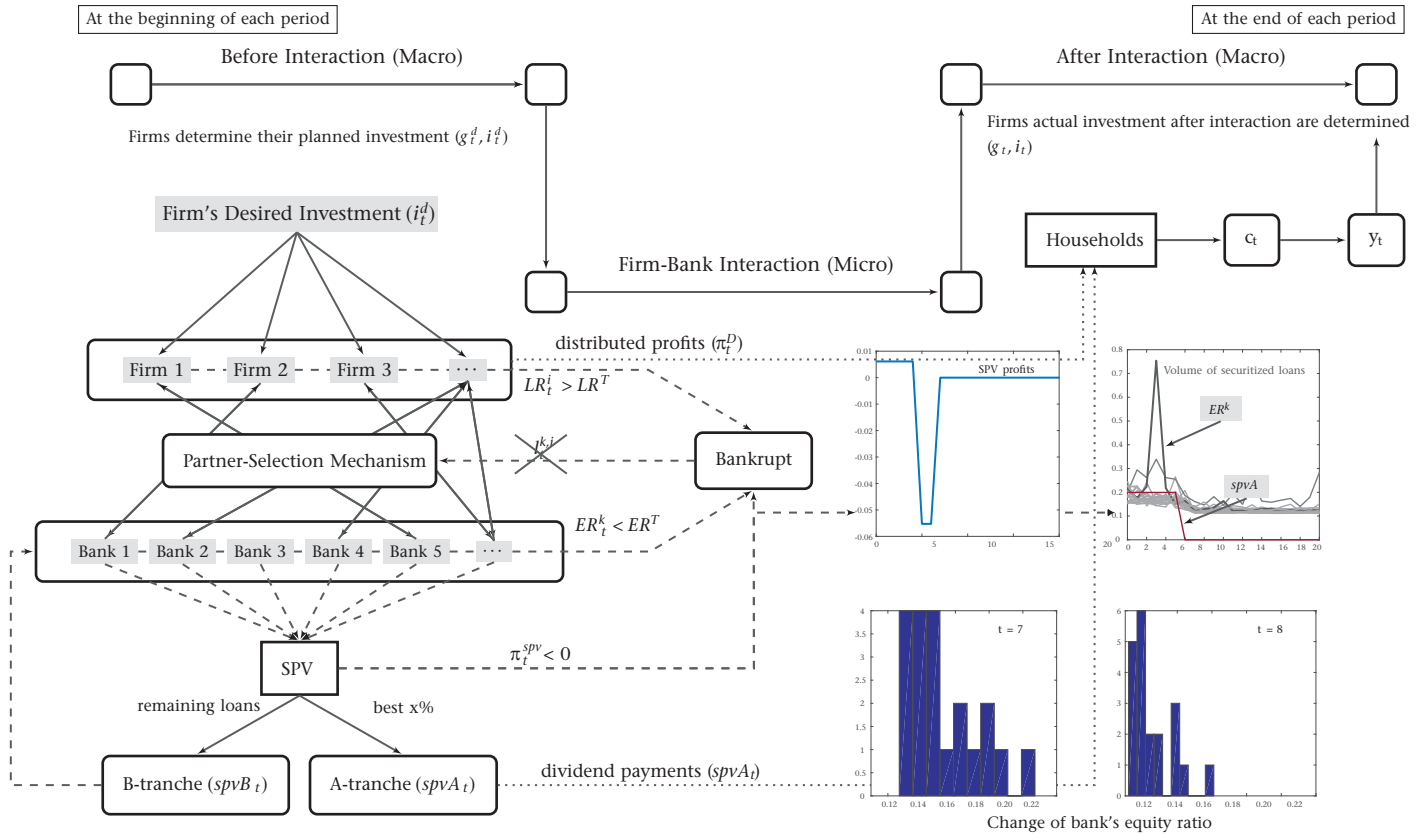 At the beginning of each period
At the end of each period
Before Interaction (Macro)
After Interaction (Macro)
Firms determine their planned investment (g_t^d, i_t^d)
Firms actual investment after interaction are determined
(g_t, i_t)
Firm's Desired Investment (i_t^d)
Households
c_t
y_t
Firm-Bank Interaction (Micro)
distributed profits (π_t^D)
Firm 1
Firm 2
Firm 3
...
LR_t^i > LR^T
Partner-Selection Mechanism
Bankrupt
ER_t^k < ER^T
Bank 1
Bank 2
Bank 3
Bank 4
Bank 5
...
SPV
π_t^spv < 0
remaining loans
best x%
B-tranche (spvB_t)
A-tranche (spvA_t)
dividend payments (spvA_t)
SPV profits
0.01
0
-0.01
-0.02
-0.03
-0.04
-0.05
-0.06
0 5 10 15
20
Volume of securitized loans
ER^k
spvA
0.8
0.7
0.6
0.5
0.4
0.3
0.2
0.1
0
0 2 4 6 8 10 12 14 16 18 20
t = 7
4
3.5
3
2.5
2
1.5
1
0.5
0
0.12 0.14 0.16 0.18 0.20 0.22
t = 8
6
5
4
3
2
1
0
0.12 0.14 0.16 0.18 0.20 0.22
Change of bank's equity ratio